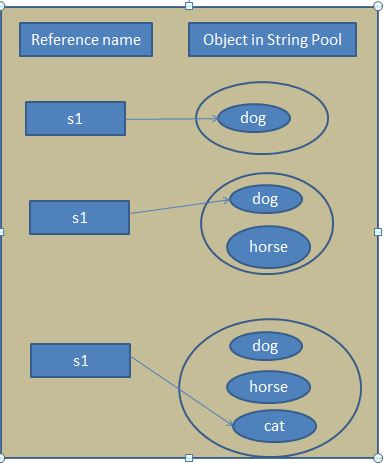 Reference name
Object in String Pool
s1
dog
s1
dog
horse
s1
dog
horse
cat